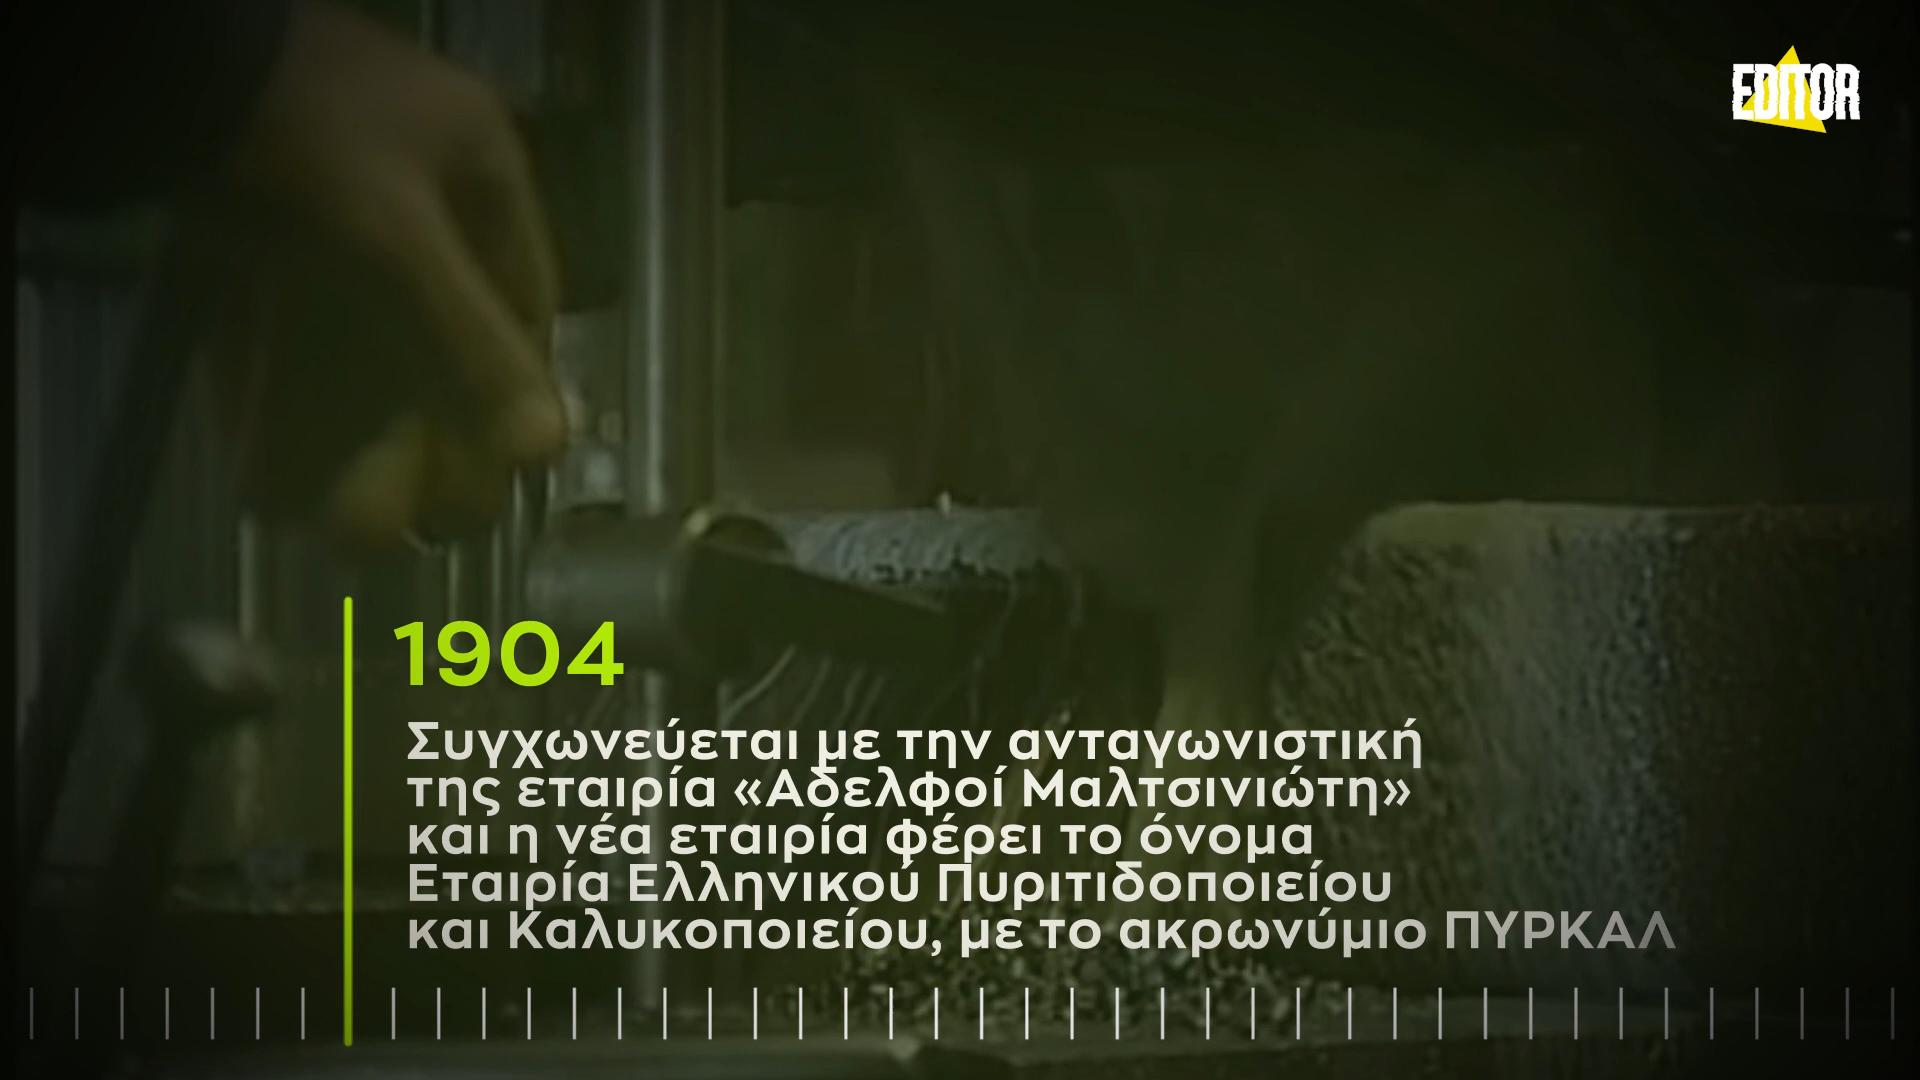 EDITOR
1904
Συγχωνεύεται με την ανταγωνιστική
της εταιρία «Αδελφοί Μαλτσινιώτη»
και η νέα εταιρία φέρει το όνομα
Εταιρία Ελληνικού Πυριτιδοποιείου
και Καλυκοποιείου, με το ακρωνύμιο ΠΥΡΚΑΛ